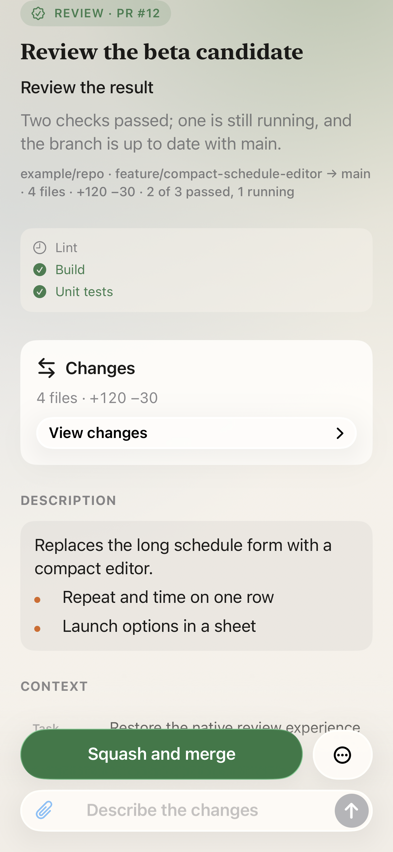 REVIEW · PR #12
Review the beta candidate
Review the result
Two checks passed; one is still running, and
the branch is up to date with main.
example/repo · feature/compact-schedule-editor → main
· 4 files · +120 −30 · 2 of 3 passed, 1 running
Lint
Build
Unit tests
Changes
4 files · +120 −30
View changes
DESCRIPTION
Replaces the long schedule form with a
compact editor.
• Repeat and time on one row
• Launch options in a sheet
CONTEXT
Task Restore the native review experience
Squash and merge
Describe the changes